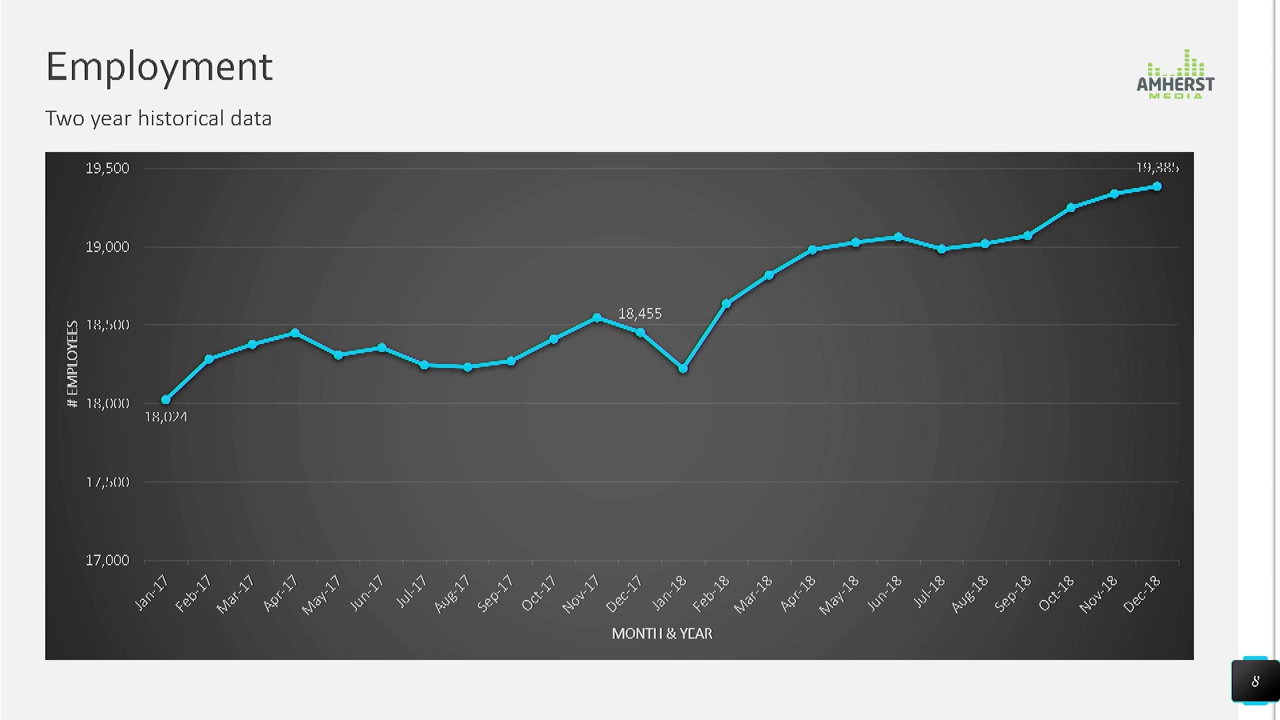 Employment
AMHERST
MEDIA
Two year historical data
19,500
19,385
19,000
18,500
18,455
18,000
18,024
17,500
17,000
# EMPLOYEES
Jan-17 Feb-17 Mar-17 Apr-17 May-17 Jun-17 Jul-17 Aug-17 Sep-17 Oct-17 Nov-17 Dec-17 Jan-18 Feb-18 Mar-18 Apr-18 May-18 Jun-18 Jul-18 Aug-18 Sep-18 Oct-18 Nov-18 Dec-18
MONTH & YEAR
8